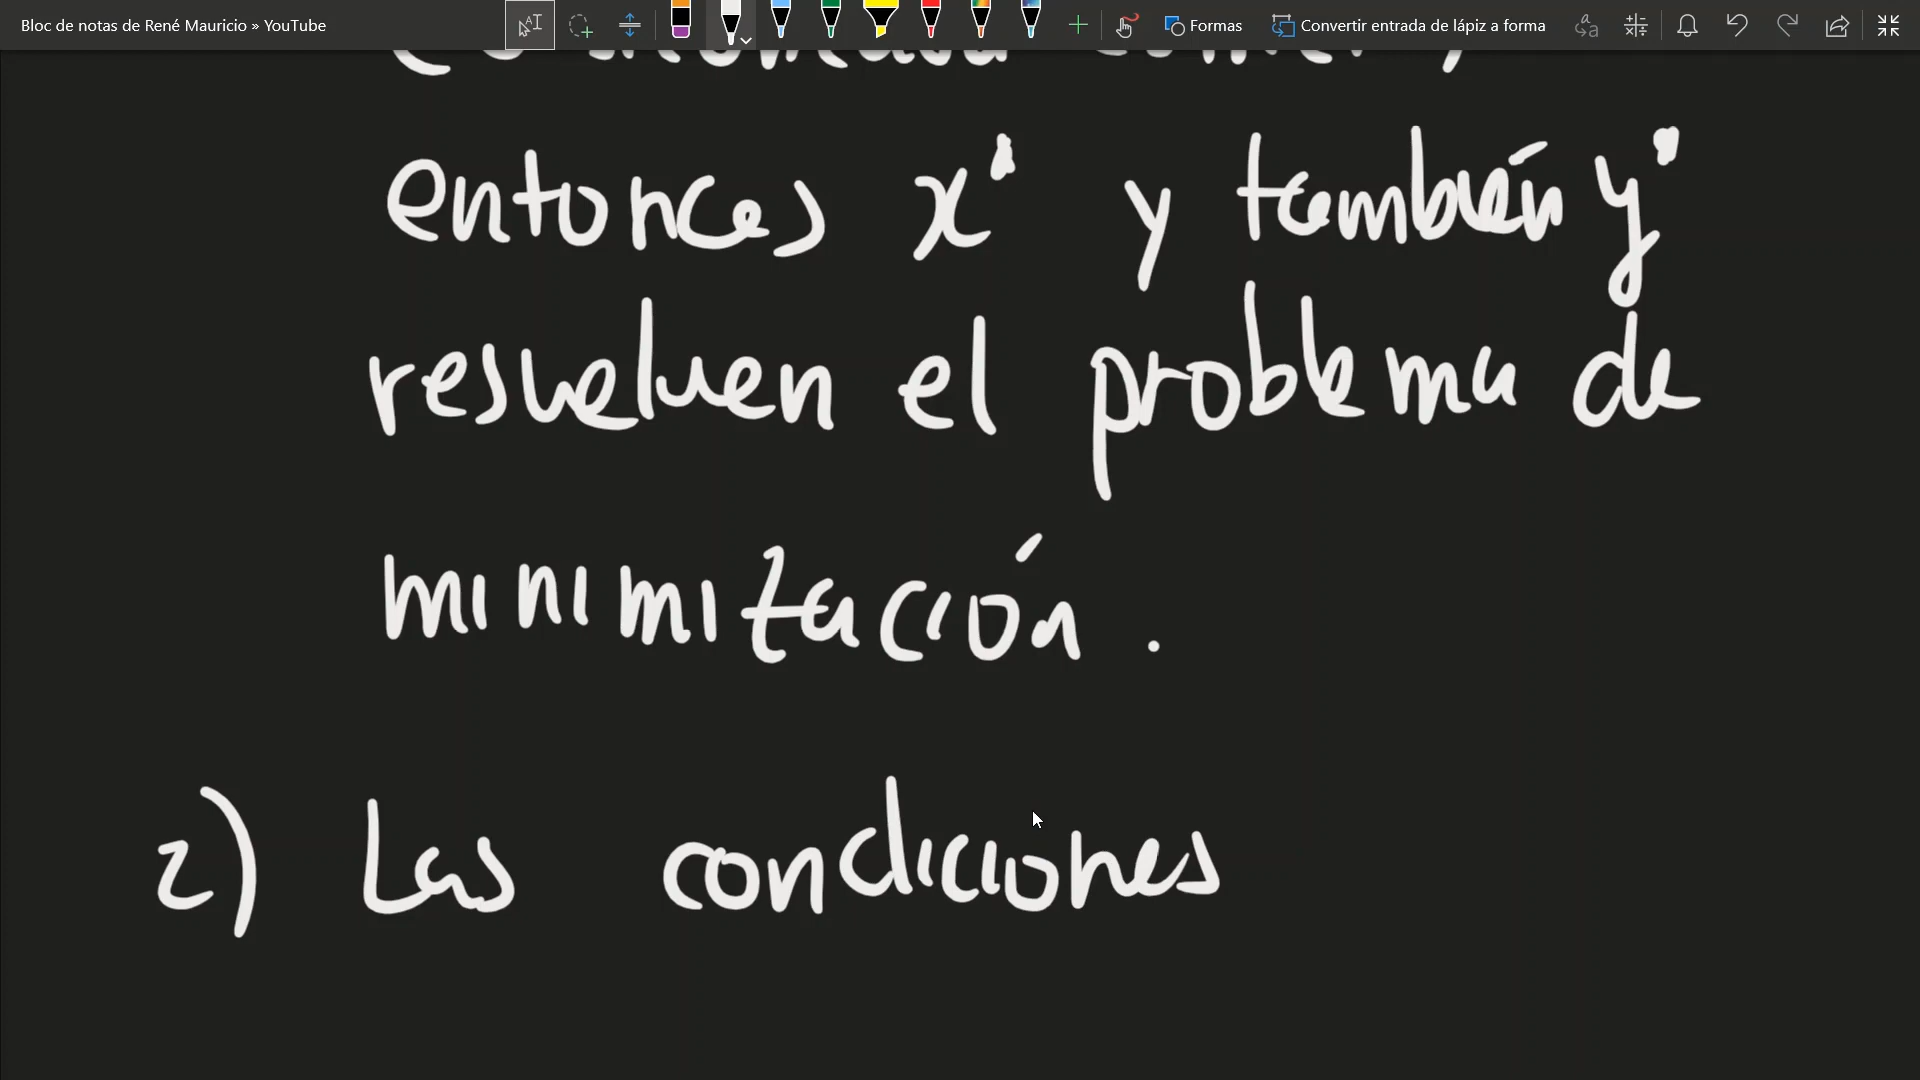 Bloc de notas de René Mauricio » YouTube
Formas
Convertir entrada de lápiz a forma
entonces x* y también y*
resuelven el problema de
minimización.
2) Las condiciones